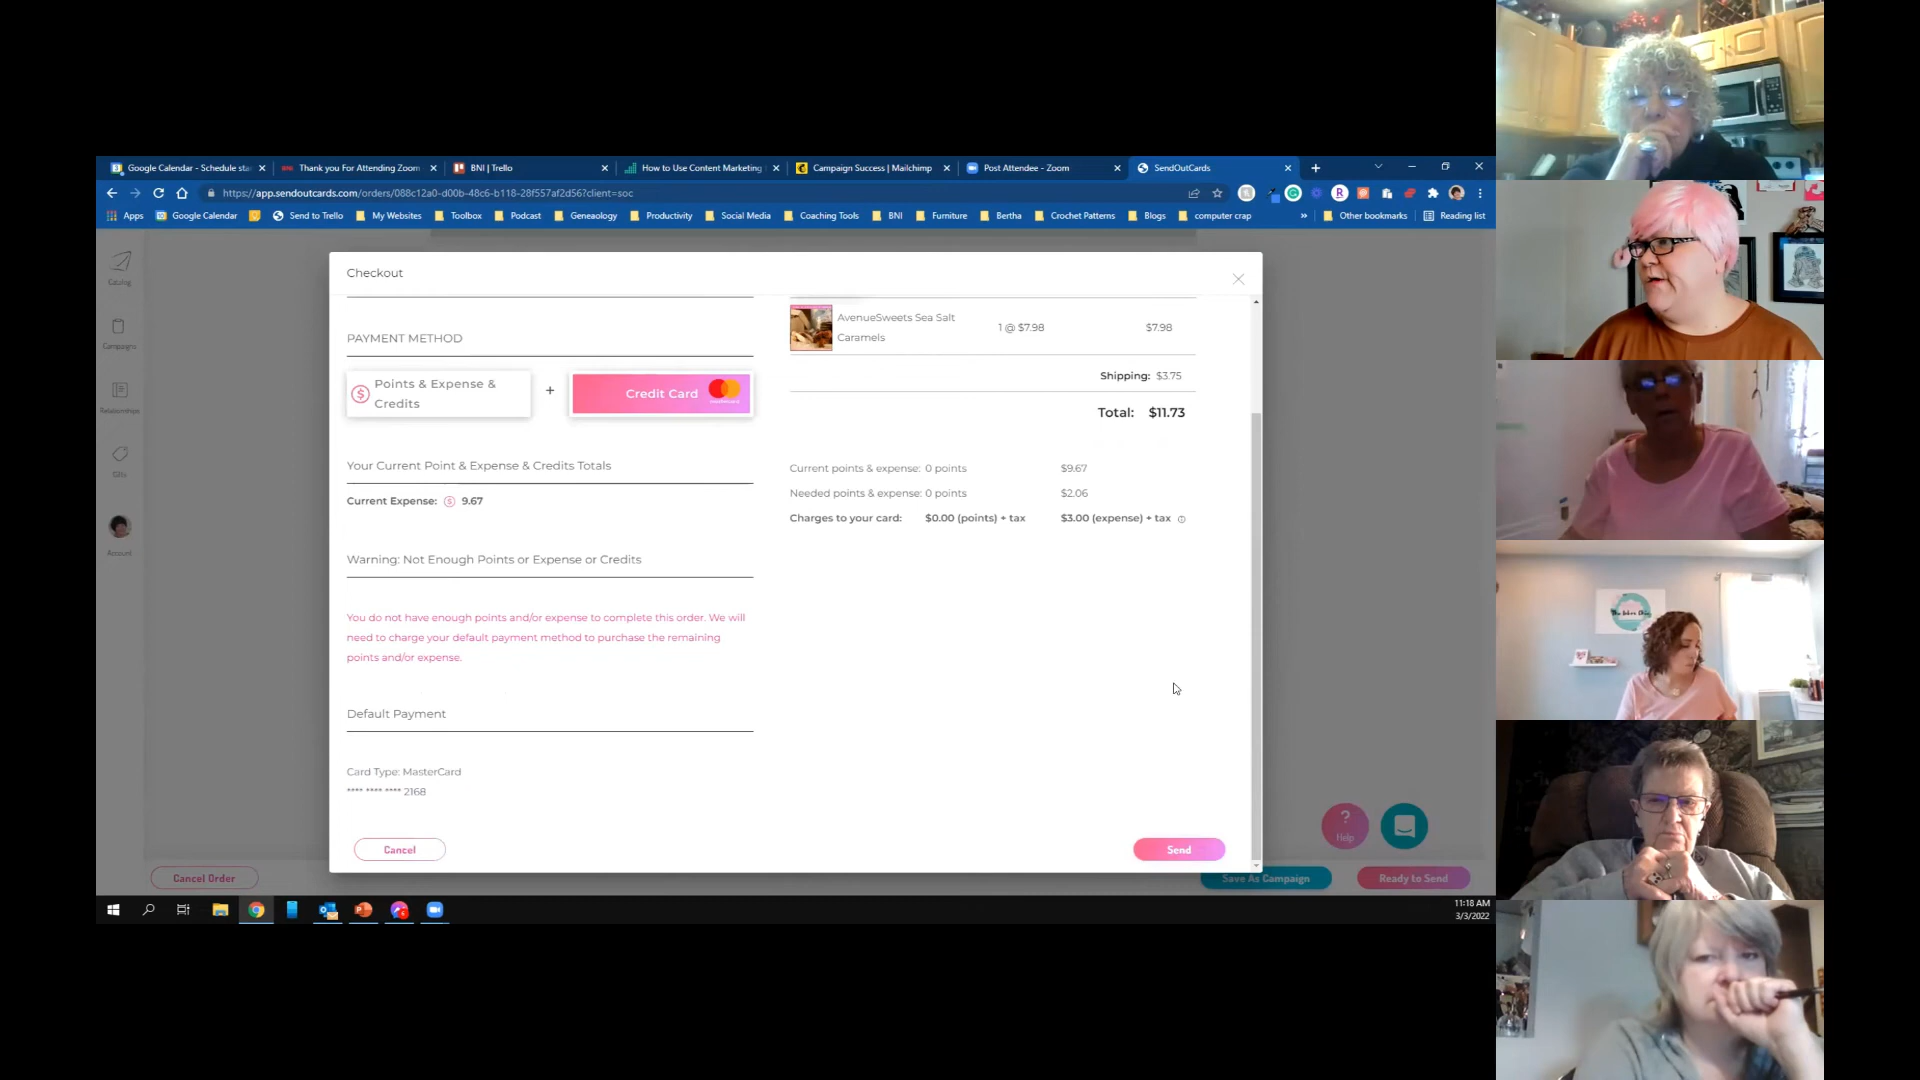 Google Calendar - Schedule sta
Thank you For Attending Zoom
BNI | Trello
How to Use Content Marketing
Campaign Success | Mailchimp
Post Attendee - Zoom
SendOutCards
https://app.sendoutcards.com/orders/088c12a0-d00b-48c6-b118-28f557af2d56?client=soc
Apps
Google Calendar
Send to Trello
My Websites
Toolbox
Podcast
Geneaology
Productivity
Social Media
Coaching Tools
BNI
Furniture
Bertha
Crochet Patterns
Blogs
computer crap
»
Other bookmarks
Reading list
Catalog
Campaigns
Relationships
Gifts
Account
Checkout
PAYMENT METHOD
Points & Expense &
Credits
+
Credit Card
Your Current Point & Expense & Credits Totals
Current Expense: $ 9.67
Warning: Not Enough Points or Expense or Credits
You do not have enough points and/or expense to complete this order. We will
need to charge your default payment method to purchase the remaining
points and/or expense.
Default Payment
Card Type: MasterCard
**** **** **** 2168
Cancel
AvenueSweets Sea Salt
Caramels
1 @ $7.98
$7.98
Shipping: $3.75
Total: $11.73
Current points & expense: 0 points $9.67
Needed points & expense: 0 points $2.06
Charges to your card: $0.00 (points) + tax $3.00 (expense) + tax
Send
?
Help
Cancel Order
Save As Campaign
Ready to Send
11:18 AM
3/3/2022